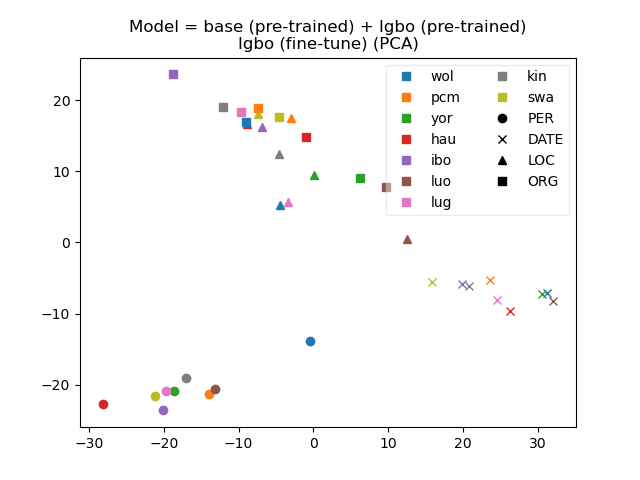 Model = base (pre-trained) + Igbo (pre-trained)
Igbo (fine-tune) (PCA)
wol
pcm
yor
hau
ibo
luo
lug
kin
swa
PER
DATE
LOC
ORG
20
10
0
−10
−20
−30
−20
−10
0
10
20
30